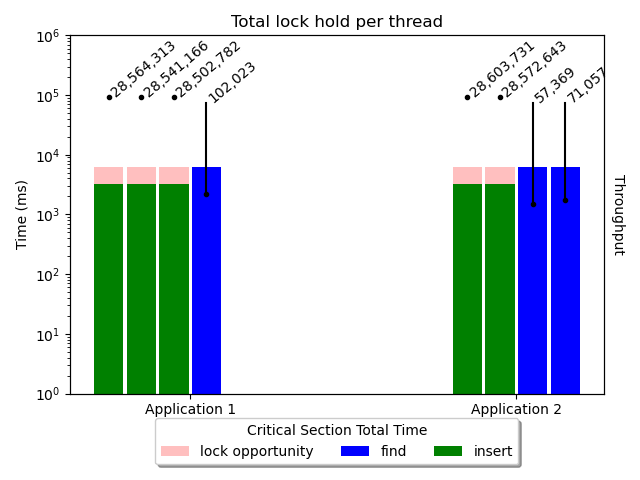 Total lock hold per thread
10^6
10^5
10^4
10^3
10^2
10^1
10^0
Time (ms)
28,564,313
28,541,166
28,502,782
102,023
28,603,731
28,572,643
57,369
71,057
Throughput
Application 1
Application 2
Critical Section Total Time
lock opportunity
find
insert